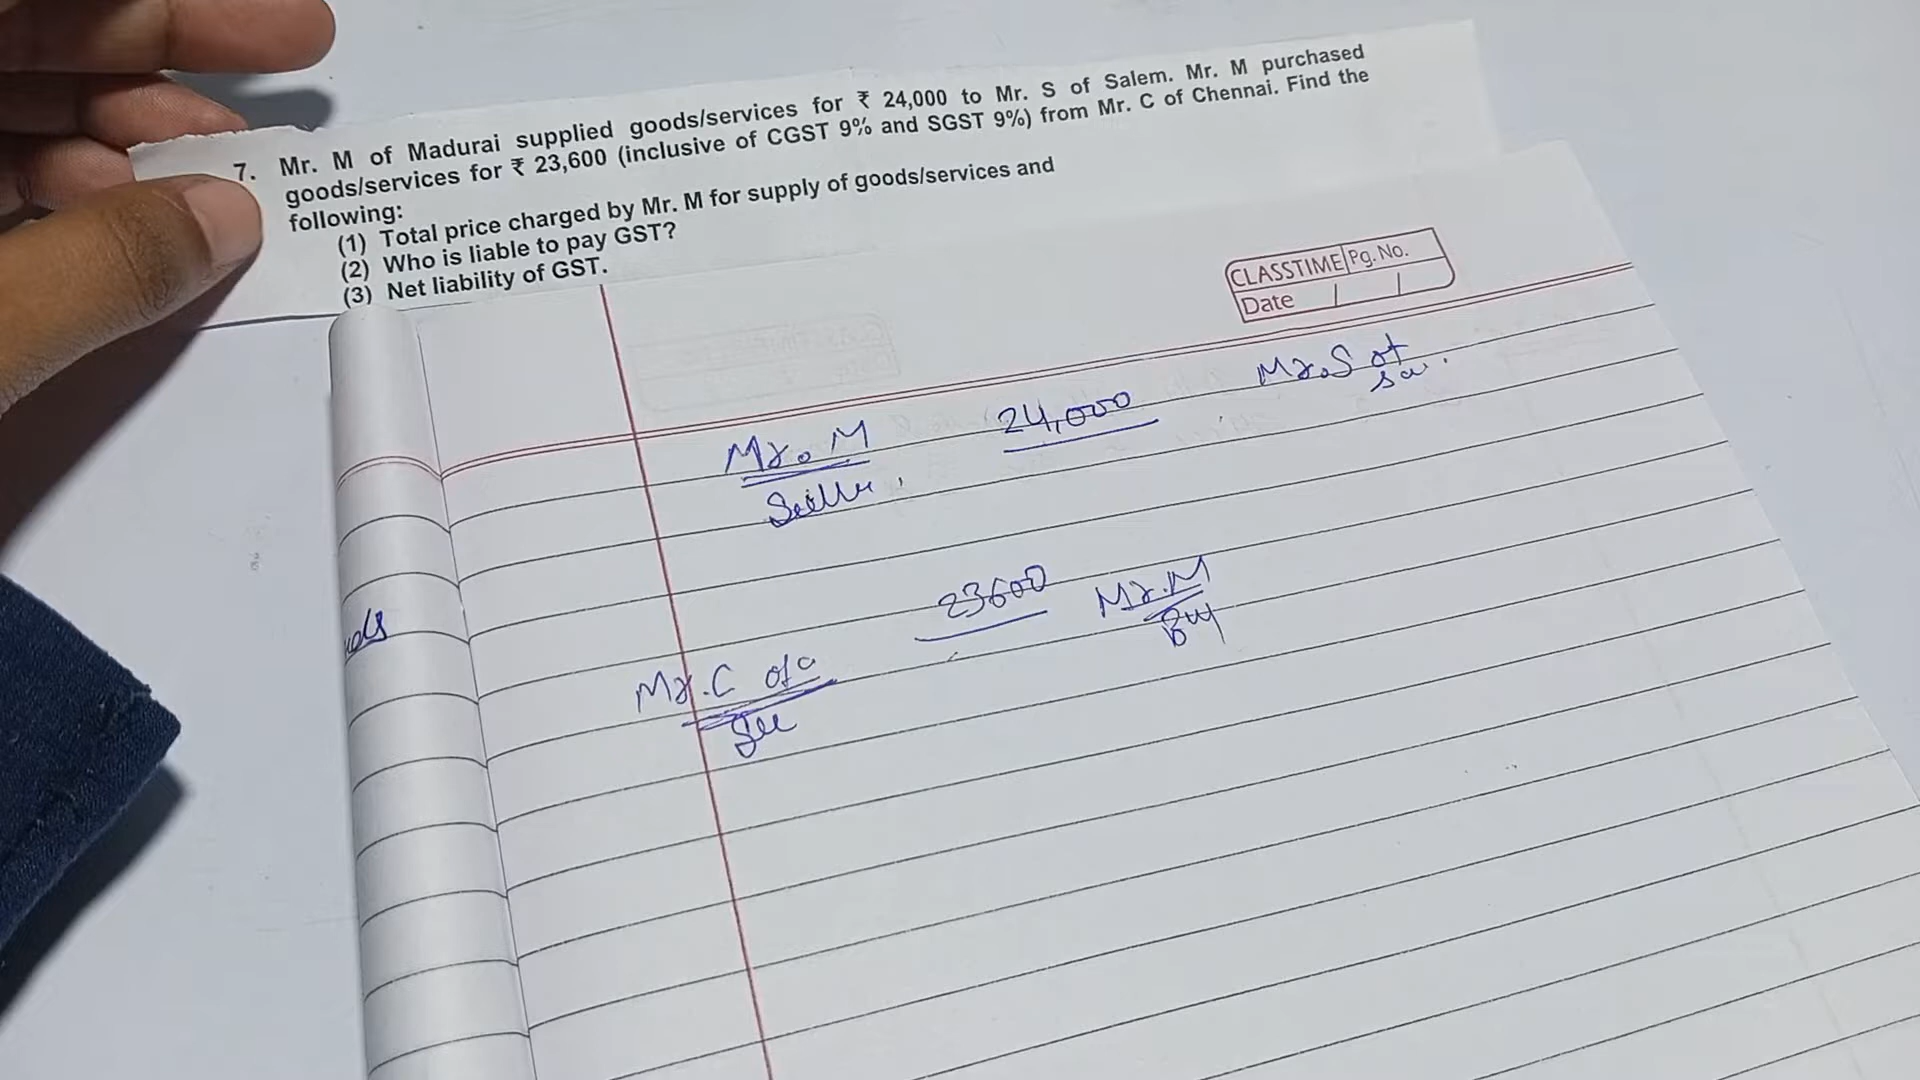 7. Mr. M of Madurai supplied goods/services for ₹ 24,000 to Mr. S of Salem. Mr. M purchased
goods/services for ₹ 23,600 (inclusive of CGST 9% and SGST 9%) from Mr. C of Chennai. Find the
following:
(1) Total price charged by Mr. M for supply of goods/services and
(2) Who is liable to pay GST?
(3) Net liability of GST.
CLASSTIME Pg. No.
Date / /
Mr. M 24,000 Mr. S of
sa.
23600 Mr. M
Buy
Mr. C of c